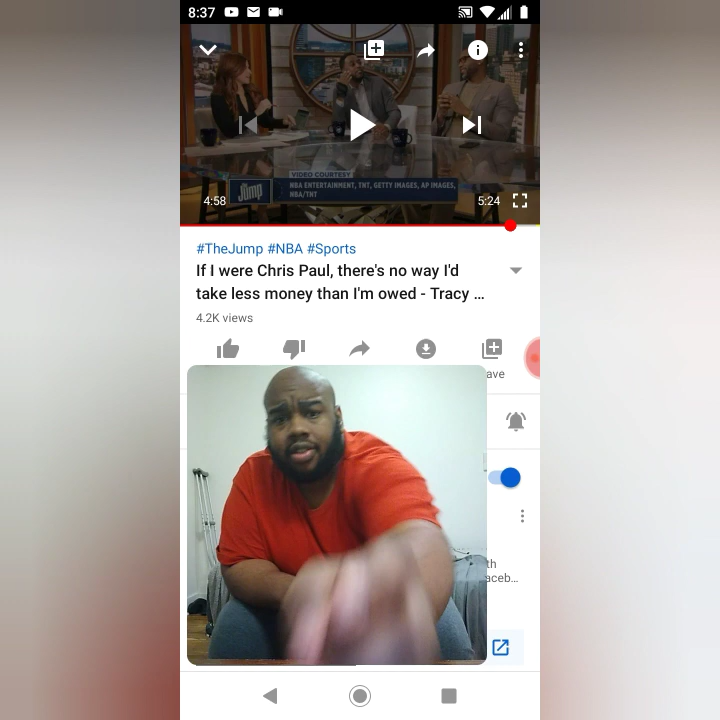 8:37
VIDEO COURTESY
NBA ENTERTAINMENT, TNT, GETTY IMAGES, AP IMAGES,
NBA/TNT
the Jump
4:58
5:24
#TheJump #NBA #Sports
If I were Chris Paul, there's no way I'd
take less money than I'm owed - Tracy ...
4.2K views
ave
th
aceb...